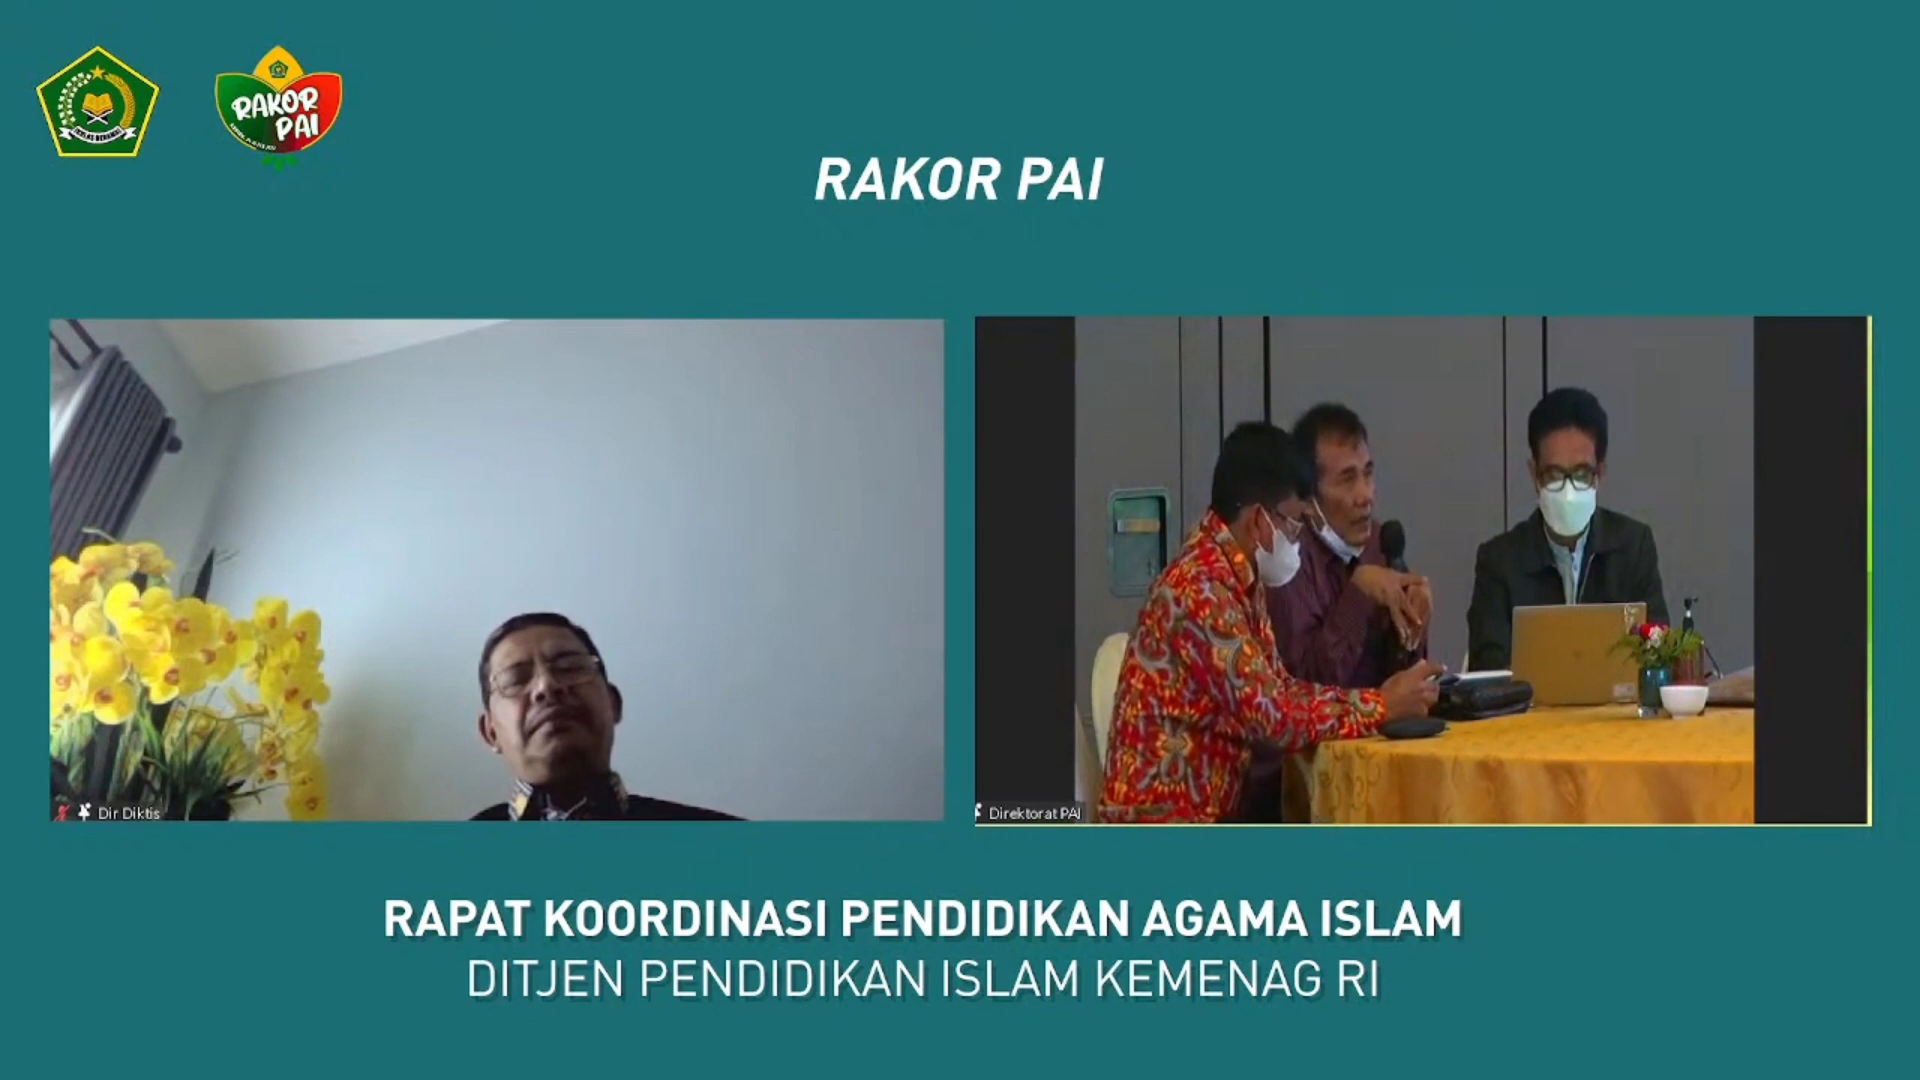 RAKOR
PAI
RAKOR PAI
Dir Diktis
Direktorat PAI
RAPAT KOORDINASI PENDIDIKAN AGAMA ISLAM
DITJEN PENDIDIKAN ISLAM KEMENAG RI